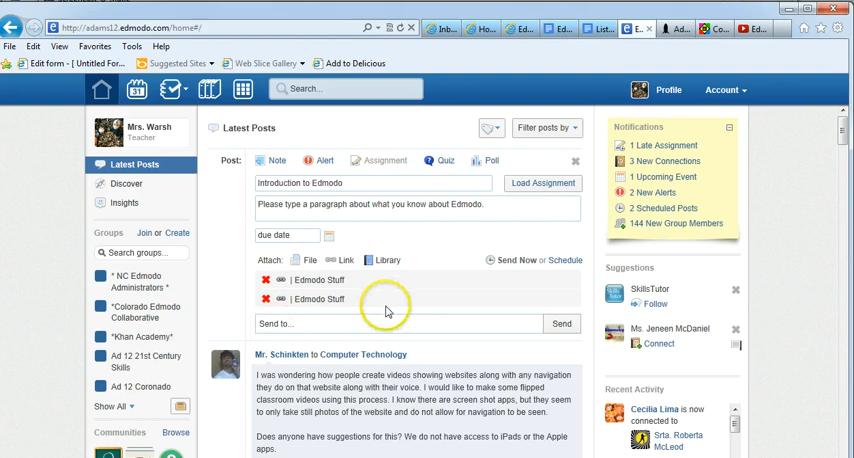 http://adams12.edmodo.com/home#/
Inb...
Ho...
Ed...
Ed...
List...
E...
Ad...
Co...
Ed...
File Edit View Favorites Tools Help
Edit form - [ Untitled For...
Suggested Sites
Web Slice Gallery
Add to Delicious
31
Search...
Profile
Account
Mrs. Warsh
Teacher
Latest Posts
Discover
Insights
Groups Join or Create
Search groups...
* NC Edmodo
Administrators *
*Colorado Edmodo
Collaborative
*Khan Academy*
Ad 12 21st Century
Skills
Ad 12 Coronado
Show All
Communities Browse
Latest Posts
Filter posts by
Post: Note Alert Assignment Quiz Poll
Introduction to Edmodo
Load Assignment
Please type a paragraph about what you know about Edmodo.
due date
Attach: File Link Library
Send Now or Schedule
| Edmodo Stuff
| Edmodo Stuff
Send to...
Send
Mr. Schinkten to Computer Technology
I was wondering how people create videos showing websites along with any navigation
they do on that website along with their voice. I would like to make some flipped
classroom videos using this process. I know there are screen shot apps, but they seem
to only take still photos of the website and do not allow for navigation to be seen.
Does anyone have suggestions for this? We do not have access to iPads or the Apple
apps.
Notifications
1 Late Assignment
3 New Connections
1 Upcoming Event
2 New Alerts
2 Scheduled Posts
144 New Group Members
Suggestions
SkillsTutor
Follow
Ms. Jeneen McDaniel
Connect
Recent Activity
Cecilia Lima is now
connected to
Srta. Roberta
McLeod